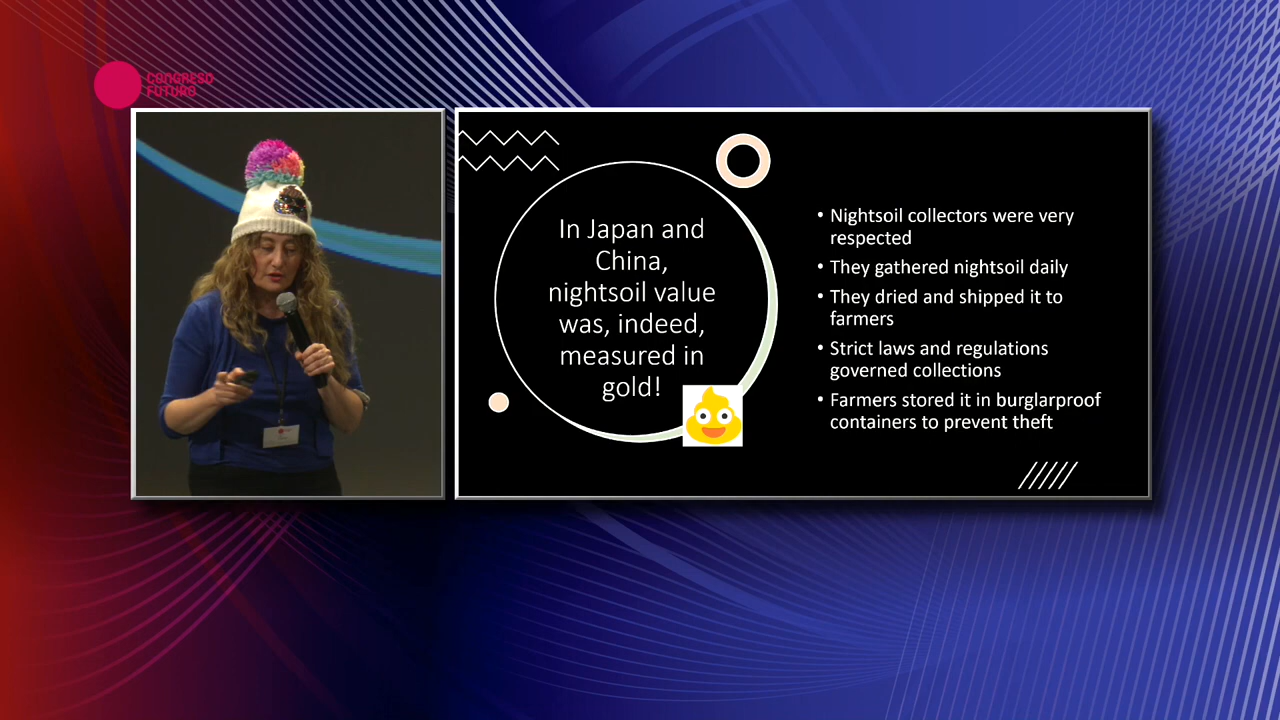 CONGRESO
FUTURO
In Japan and
China,
nightsoil value
was, indeed,
measured in
gold!
• Nightsoil collectors were very
respected
• They gathered nightsoil daily
• They dried and shipped it to
farmers
• Strict laws and regulations
governed collections
• Farmers stored it in burglarproof
containers to prevent theft